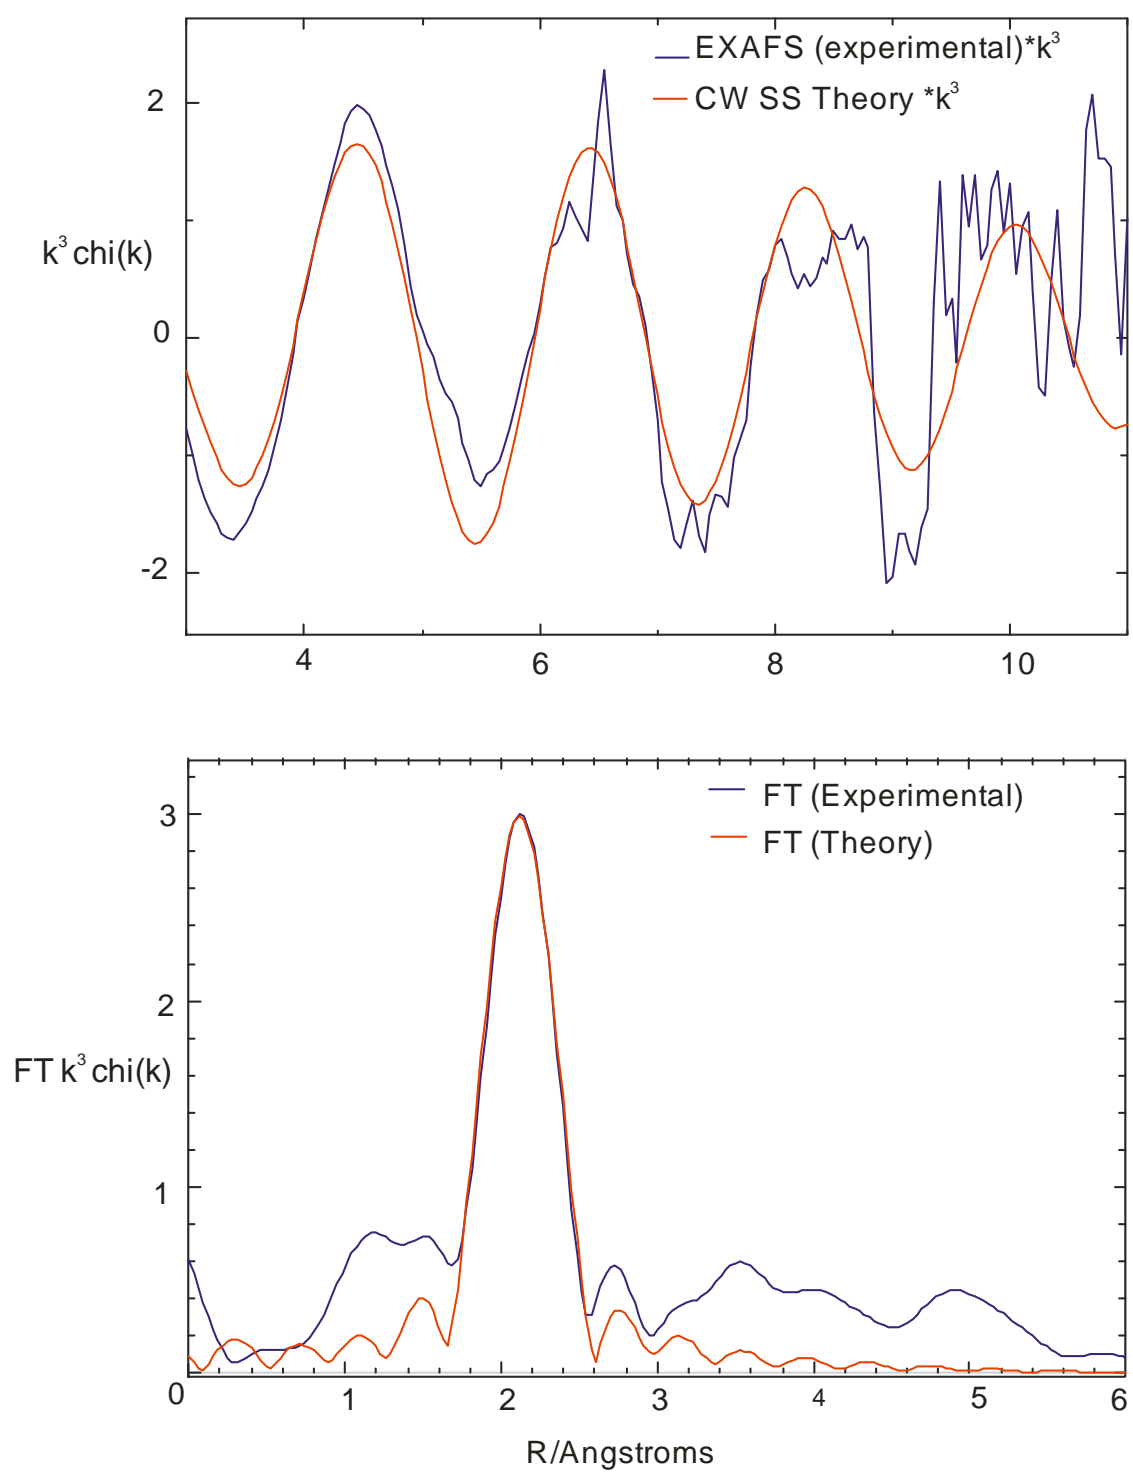 EXAFS (experimental)*k³
CW SS Theory *k³
2
k³ chi(k)
0
-2
4 6 8 10
FT (Experimental)
FT (Theory)
3
2
FT k³ chi(k)
1
0 1 2 3 4 5 6
R/Angstroms